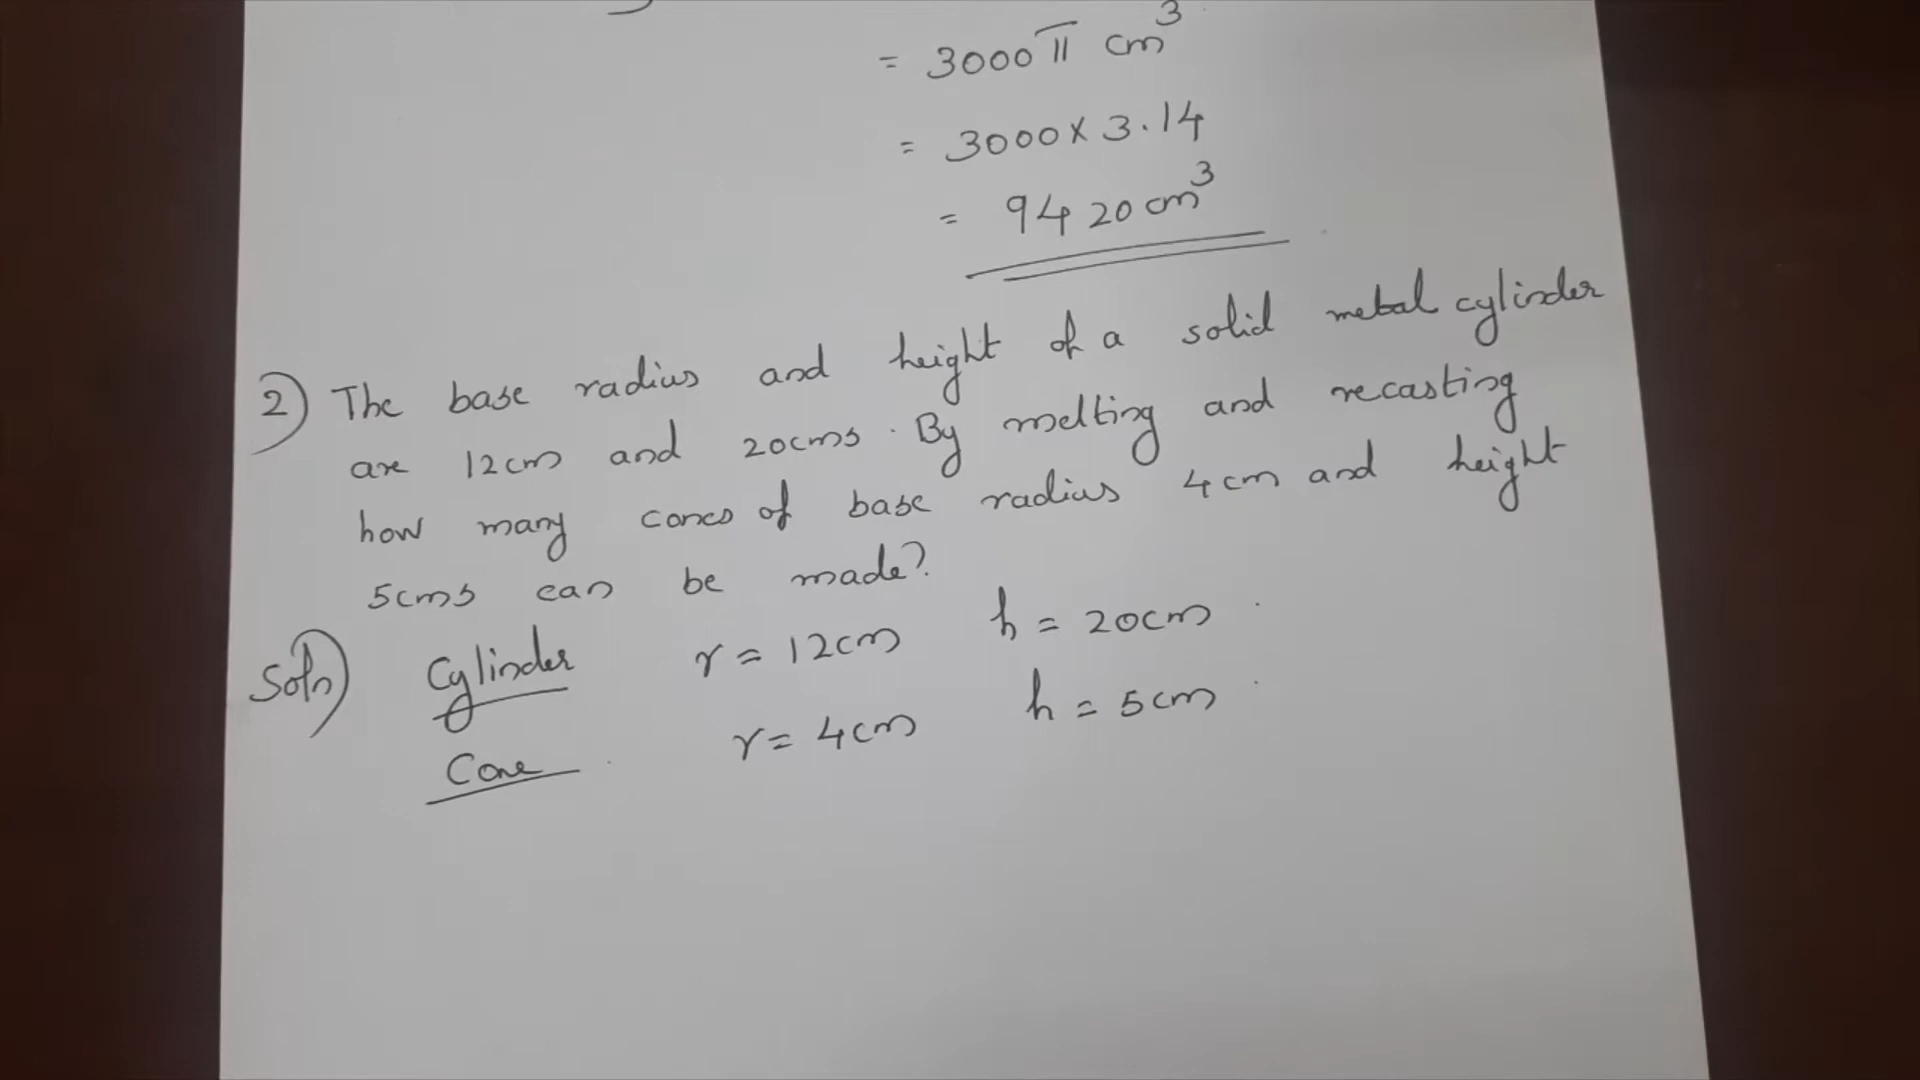 = 3000 π cm³
= 3000 x 3.14
= 9420 cm³
2) The base radius and height of a solid metal cylinder
are 12cm and 20cms. By melting and recasting
how many cones of base radius 4cm and height
5cms can be made?
Soln) Cylinder r = 12cm h = 20cm
Cone r = 4cm h = 5cm